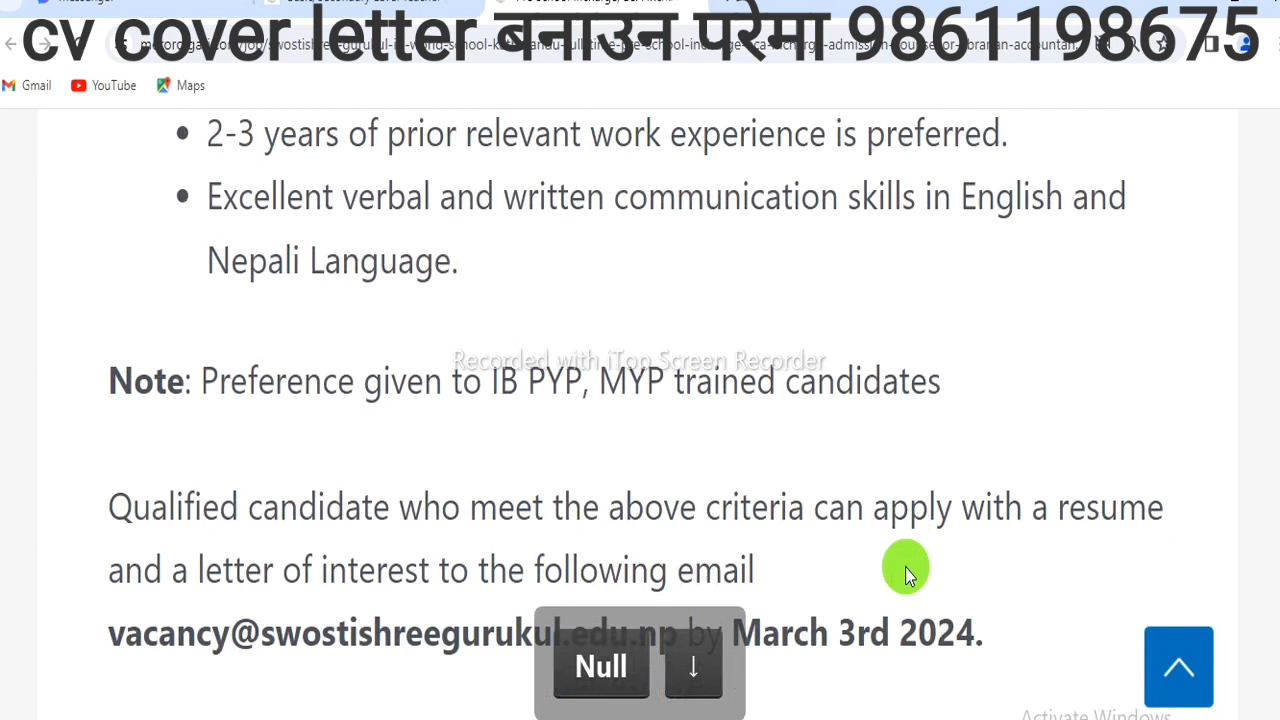 cv cover letter बनाउन परेमा 9861198675
Gmail YouTube Maps
• 2-3 years of prior relevant work experience is preferred.
• Excellent verbal and written communication skills in English and
Nepali Language.
Recorded with iTop Screen Recorder
Note: Preference given to IB PYP, MYP trained candidates
Qualified candidate who meet the above criteria can apply with a resume
and a letter of interest to the following email
vacancy@swostishreegurukul.edu.np by March 3rd 2024.
Null ↓
Activate Windows